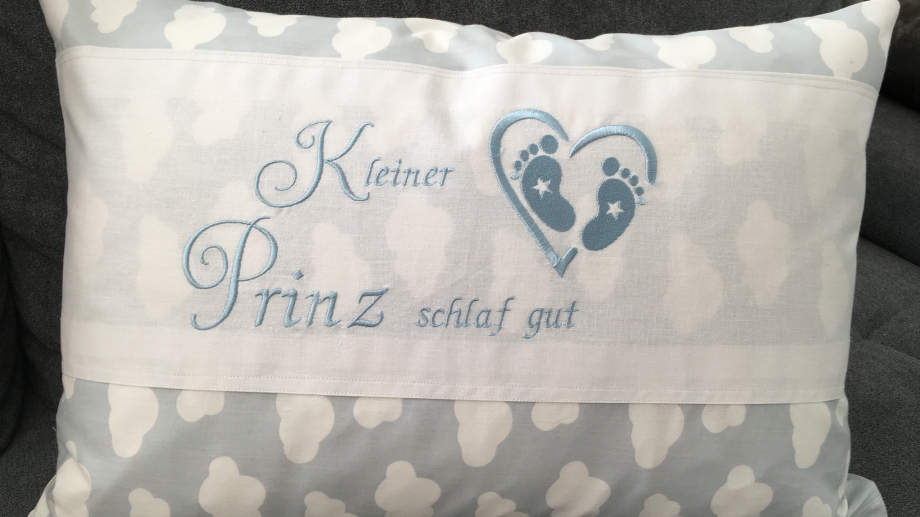 Kleiner
Prinz schlaf gut